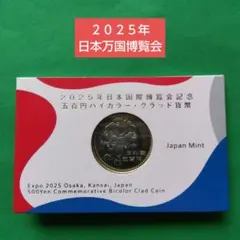 2025年
日本万国博覧会
2025年日本国際博覧会記念
五百円バイカラー・クラッド貨幣
Japan Mint
Expo 2025 Osaka, Kansai, Japan
500Yen Commemorative Bicolor Clad Coin